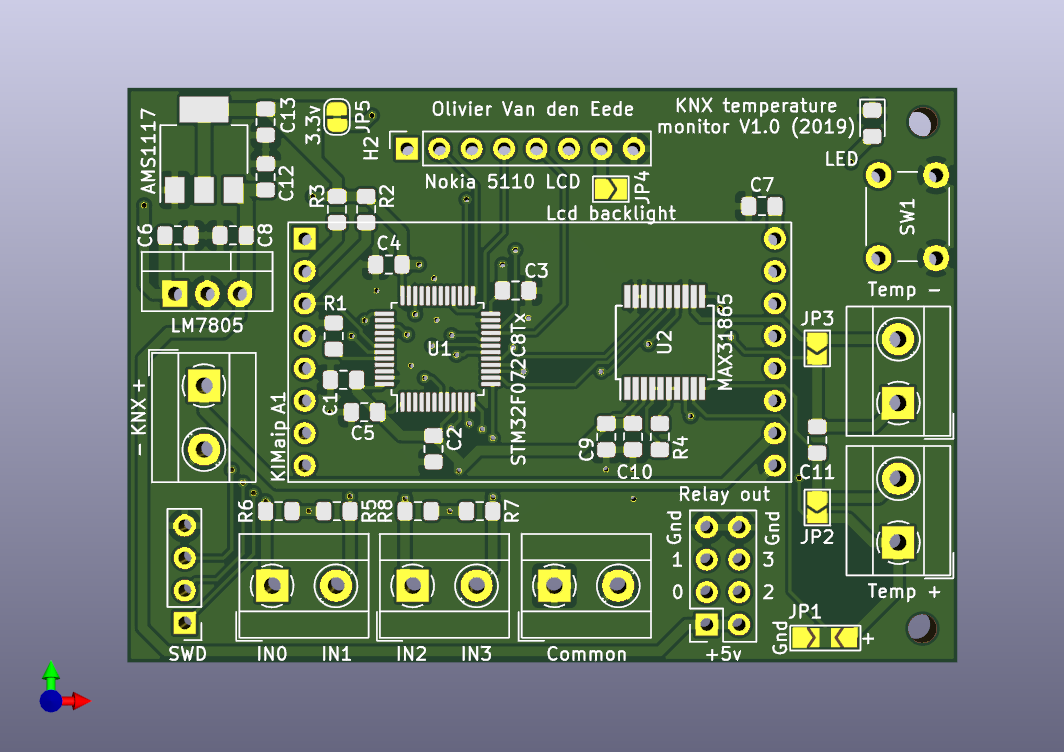 Olivier Van den Eede
KNX temperature
monitor V1.0 (2019)
LED
AMS1117
C13
C12
3.3v
JP5
H2
Nokia 5110 LCD
JP4
Lcd backlight
R3
R2
C7
SW1
C6
C8
C4
C3
Temp -
LM7805
R1
U1
STM32F072C8Tx
U2
MAX31865
JP3
- KNX +
KIMaip A1
C1
C5
C2
C9
C10
R4
C11
Relay out
R6
R5
R8
R7
Gnd
Gnd
JP2
1
3
0
2
Temp +
JP1
Gnd
+
SWD
IN0
IN1
IN2
IN3
Common
+5v